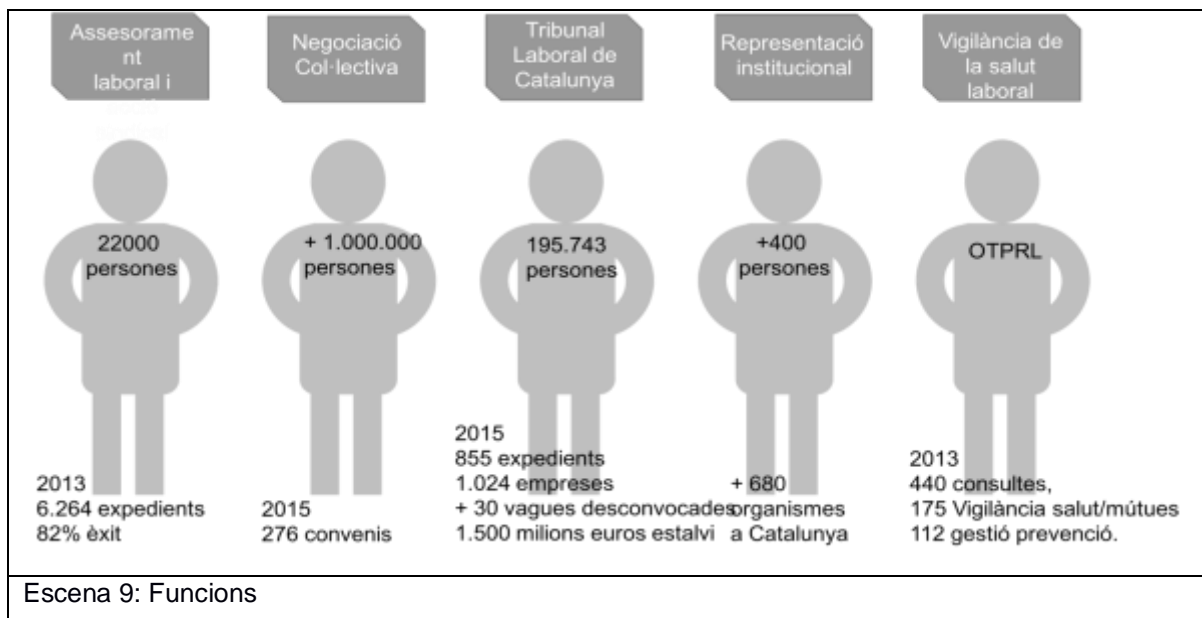 Assessorame
nt
laboral i
Negociació
Col·lectiva
Tribunal
Laboral de
Catalunya
Representació
institucional
Vigilància de
la salut
laboral
22000
persones
+ 1.000.000
persones
195.743
persones
+400
persones
OTPRL
2013
6.264 expedients
82% èxit
2015
276 convenis
2015
855 expedients
1.024 empreses
+ 30 vagues desconvocades
1.500 milions euros estalvi
+ 680
organismes
a Catalunya
2013
440 consultes,
175 Vigilància salut/mútues
112 gestió prevenció.
Escena 9: Funcions